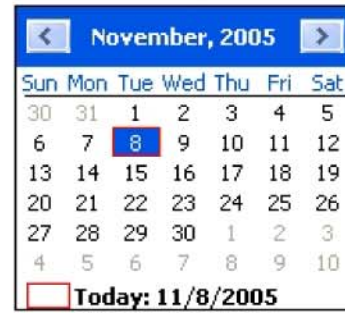 November, 2005
Sun Mon Tue Wed Thu Fri Sat
30 31 1 2 3 4 5
6 7 8 9 10 11 12
13 14 15 16 17 18 19
20 21 22 23 24 25 26
27 28 29 30 1 2 3
4 5 6 7 8 9 10
Today: 11/8/2005